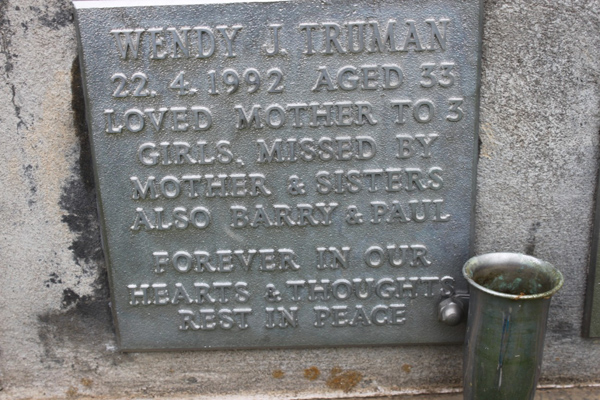 WENDY J. TRUMAN
22. 4. 1992 AGED 33
LOVED MOTHER TO 3
GIRLS. MISSED BY
MOTHER & SISTERS
ALSO BARRY & PAUL
FOREVER IN OUR
HEARTS & THOUGHTS
REST IN PEACE